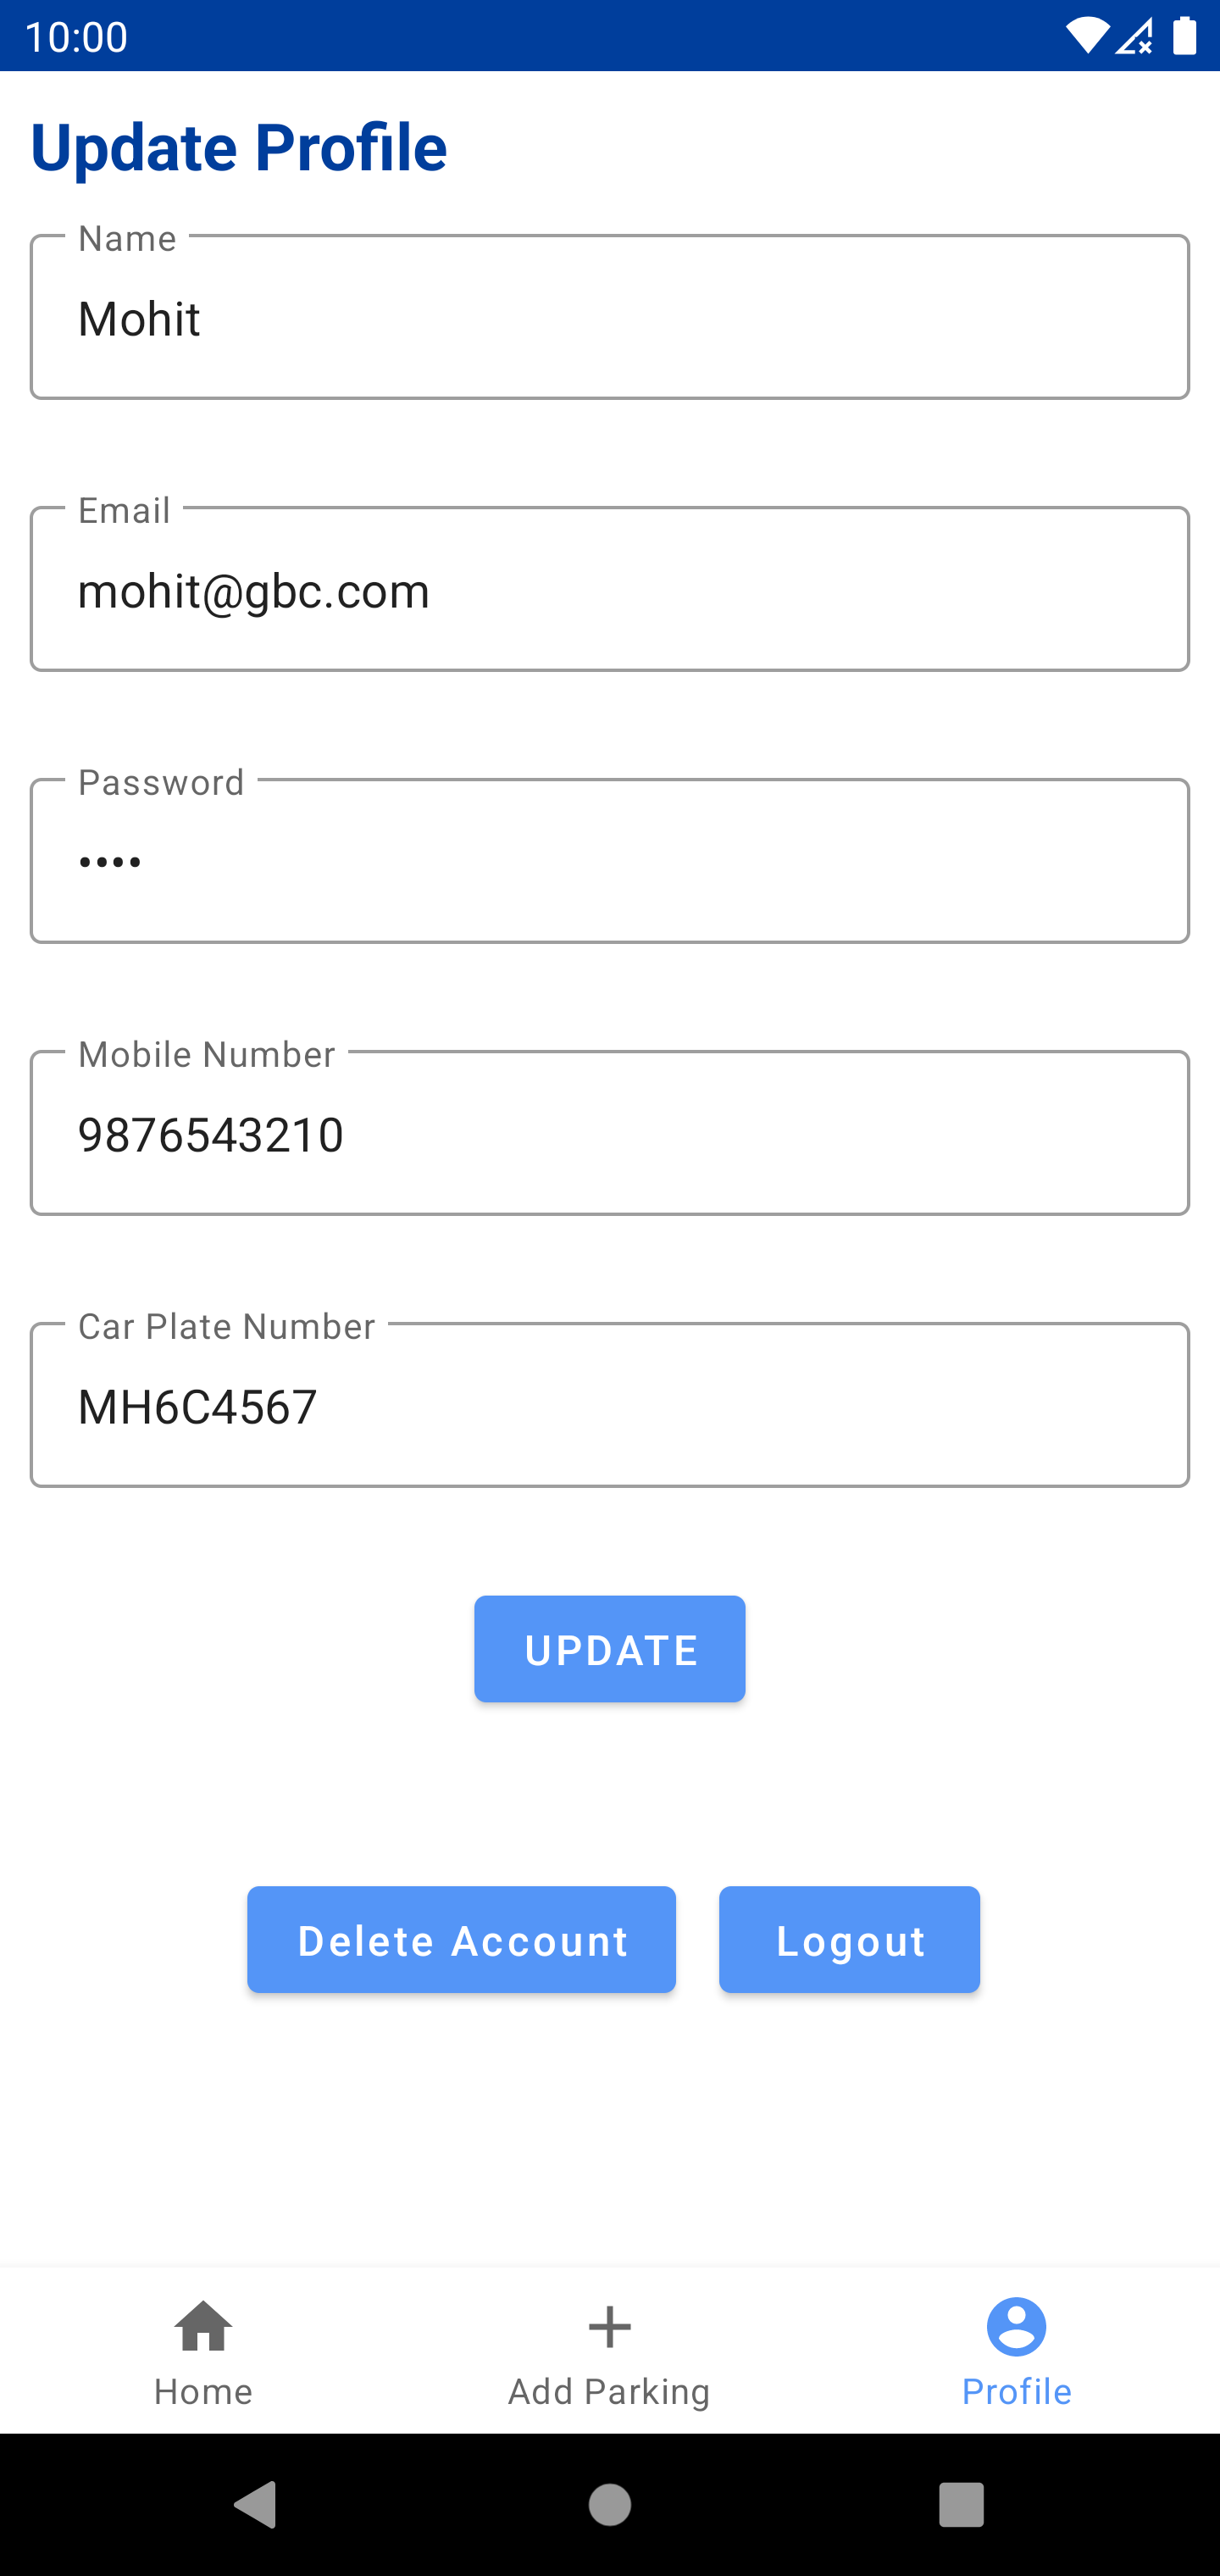 10:00
Update Profile
Name
Mohit
Email
mohit@gbc.com
Password
••••
Mobile Number
9876543210
Car Plate Number
MH6C4567
UPDATE
Delete Account Logout
Home Add Parking Profile